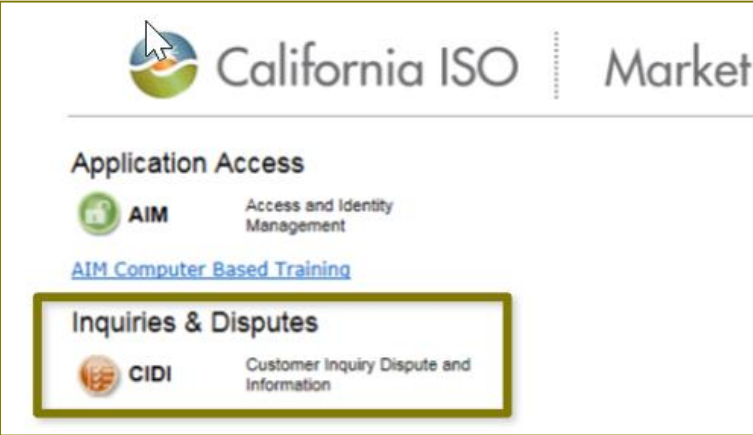 California ISO Market
Application Access
AIM Access and Identity
Management
AIM Computer Based Training
Inquiries & Disputes
CIDI Customer Inquiry Dispute and
Information